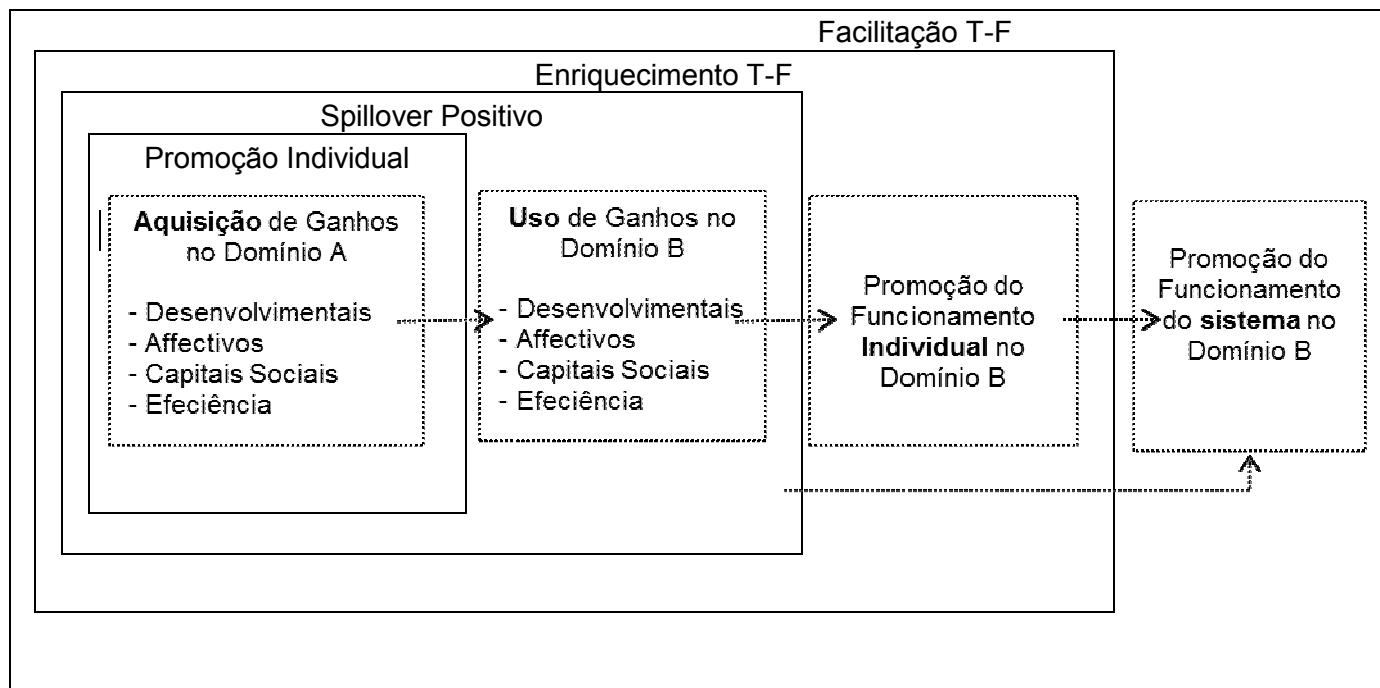 Facilitação T-F
Enriquecimento T-F
Spillover Positivo
Promoção Individual
Aquisição de Ganhos
no Domínio A
- Desenvolvimentais
- Affectivos
- Capitais Sociais
- Efeciência
Uso de Ganhos no
Domínio B
- Desenvolvimentais
- Affectivos
- Capitais Sociais
- Efeciência
Promoção do
Funcionamento
Individual no
Domínio B
Promoção do
Funcionamento
do sistema no
Domínio B